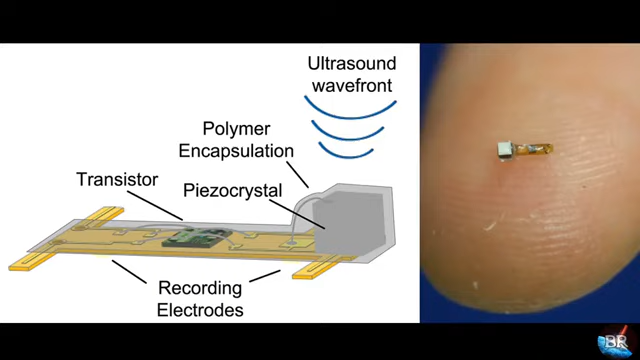 Ultrasound
wavefront
Polymer
Encapsulation
Transistor
Piezocrystal
Recording
Electrodes
BR